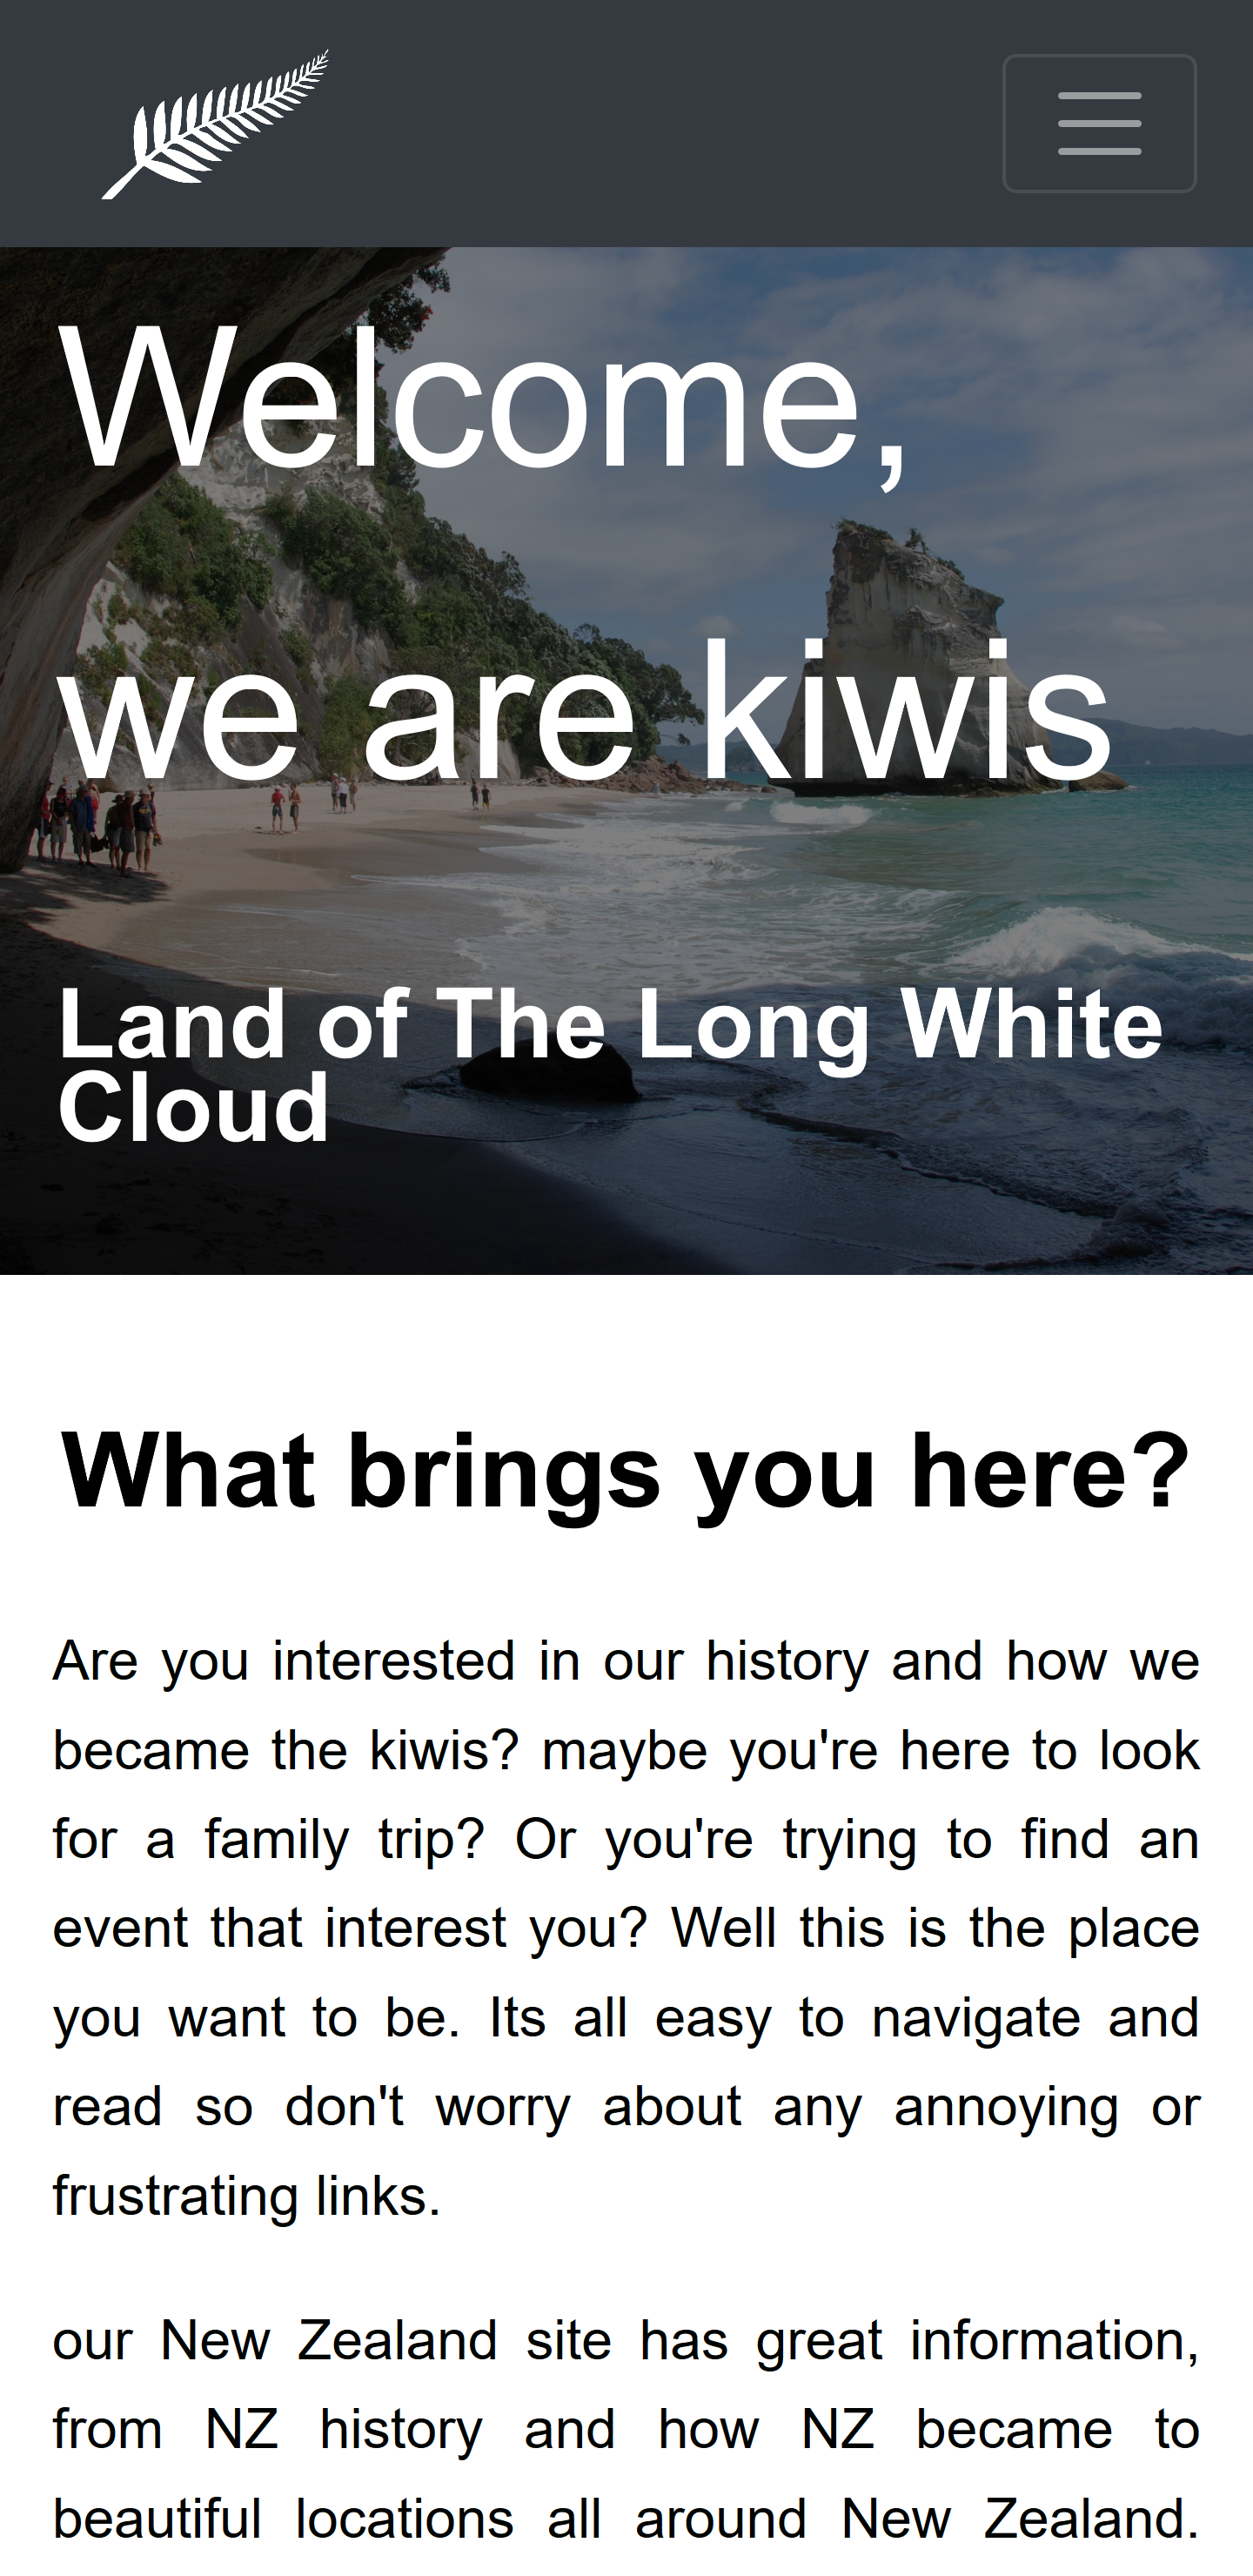 Welcome,
we are kiwis
Land of The Long White
Cloud
What brings you here?
Are you interested in our history and how we
became the kiwis? maybe you're here to look
for a family trip? Or you're trying to find an
event that interest you? Well this is the place
you want to be. Its all easy to navigate and
read so don't worry about any annoying or
frustrating links.
our New Zealand site has great information,
from NZ history and how NZ became to
beautiful locations all around New Zealand.